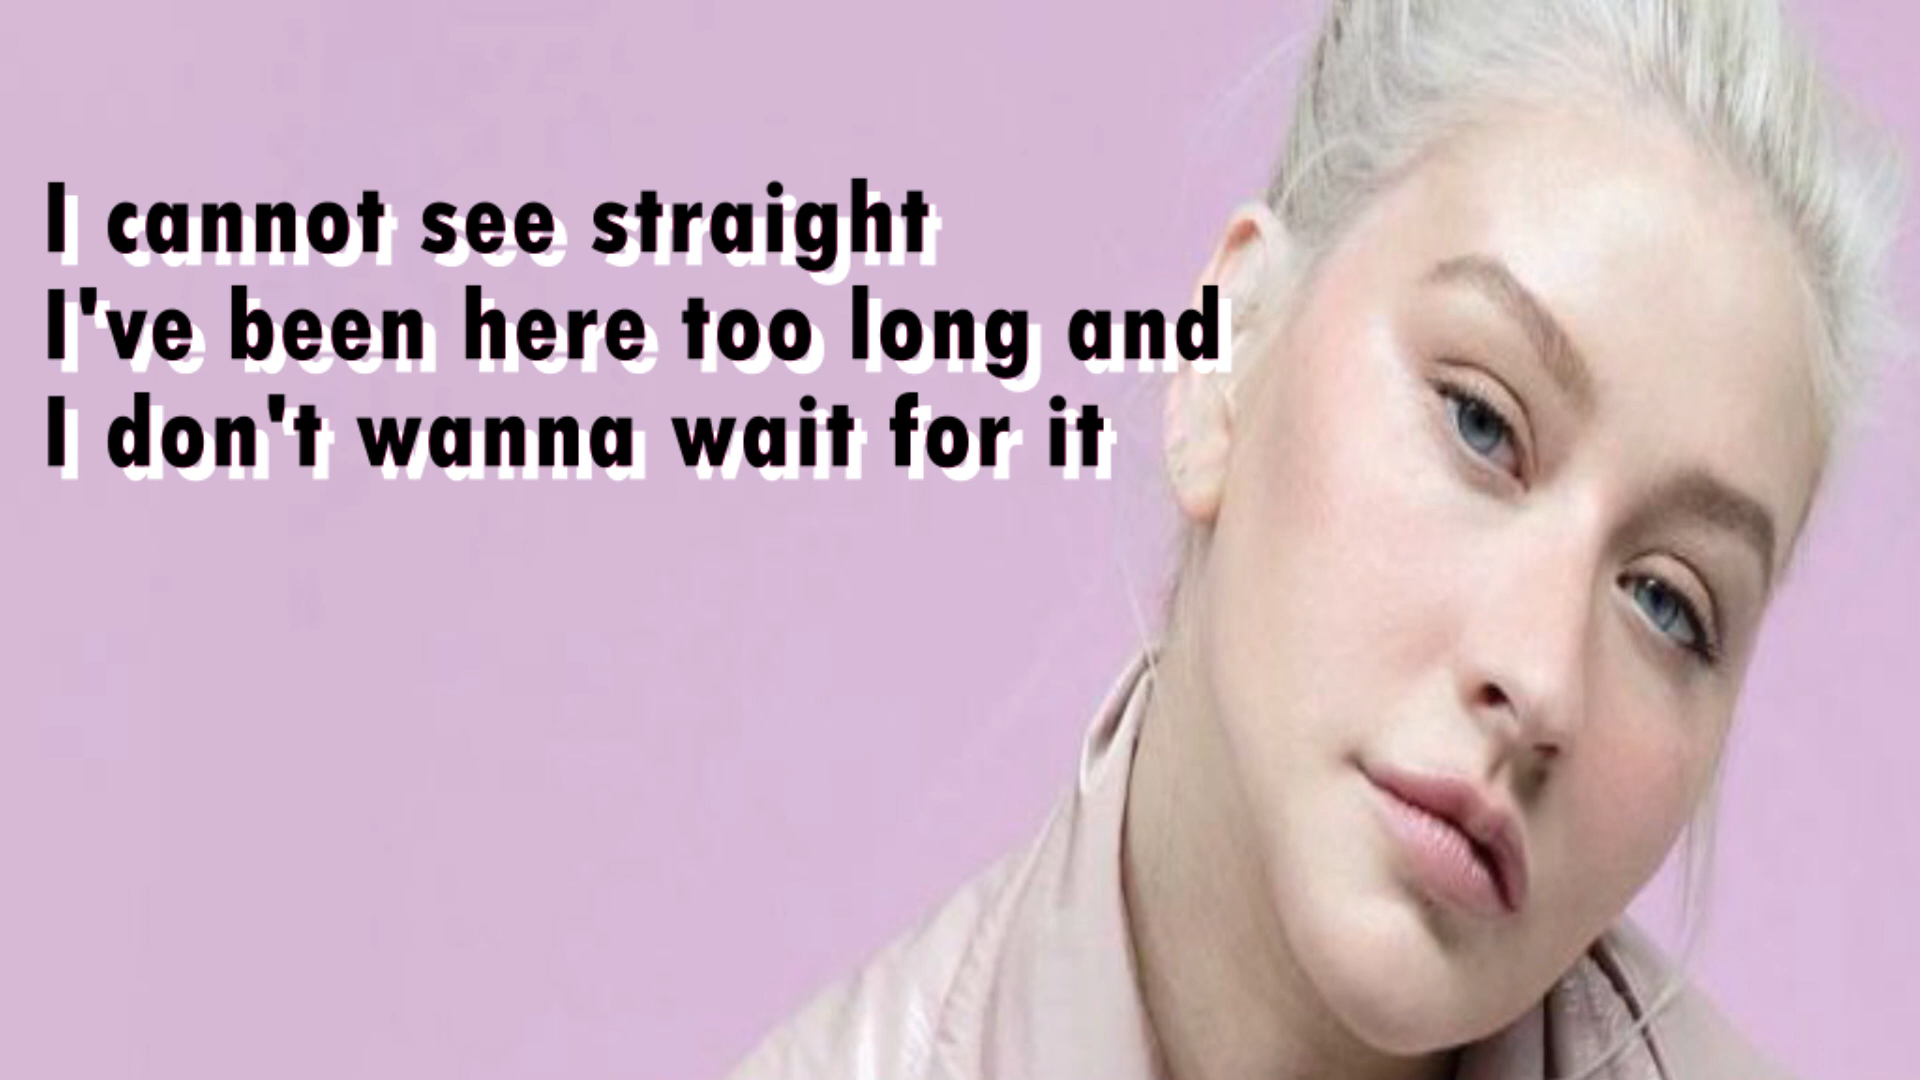 I cannot see straight
I've been here too long and
I don't wanna wait for it